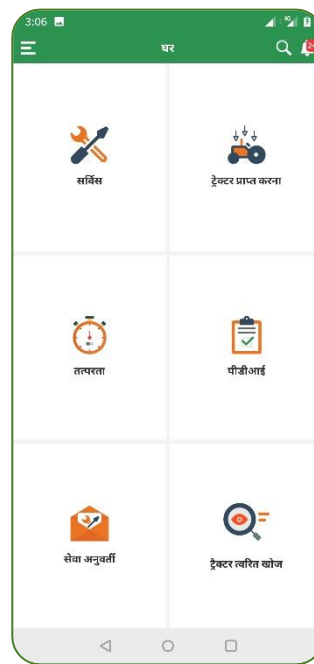 3:06
घर
सर्विस
ट्रेक्टर प्राप्त करना
तत्परता
पीडीआई
सेवा अनुवर्ती
ट्रैक्टर त्वरित खोज